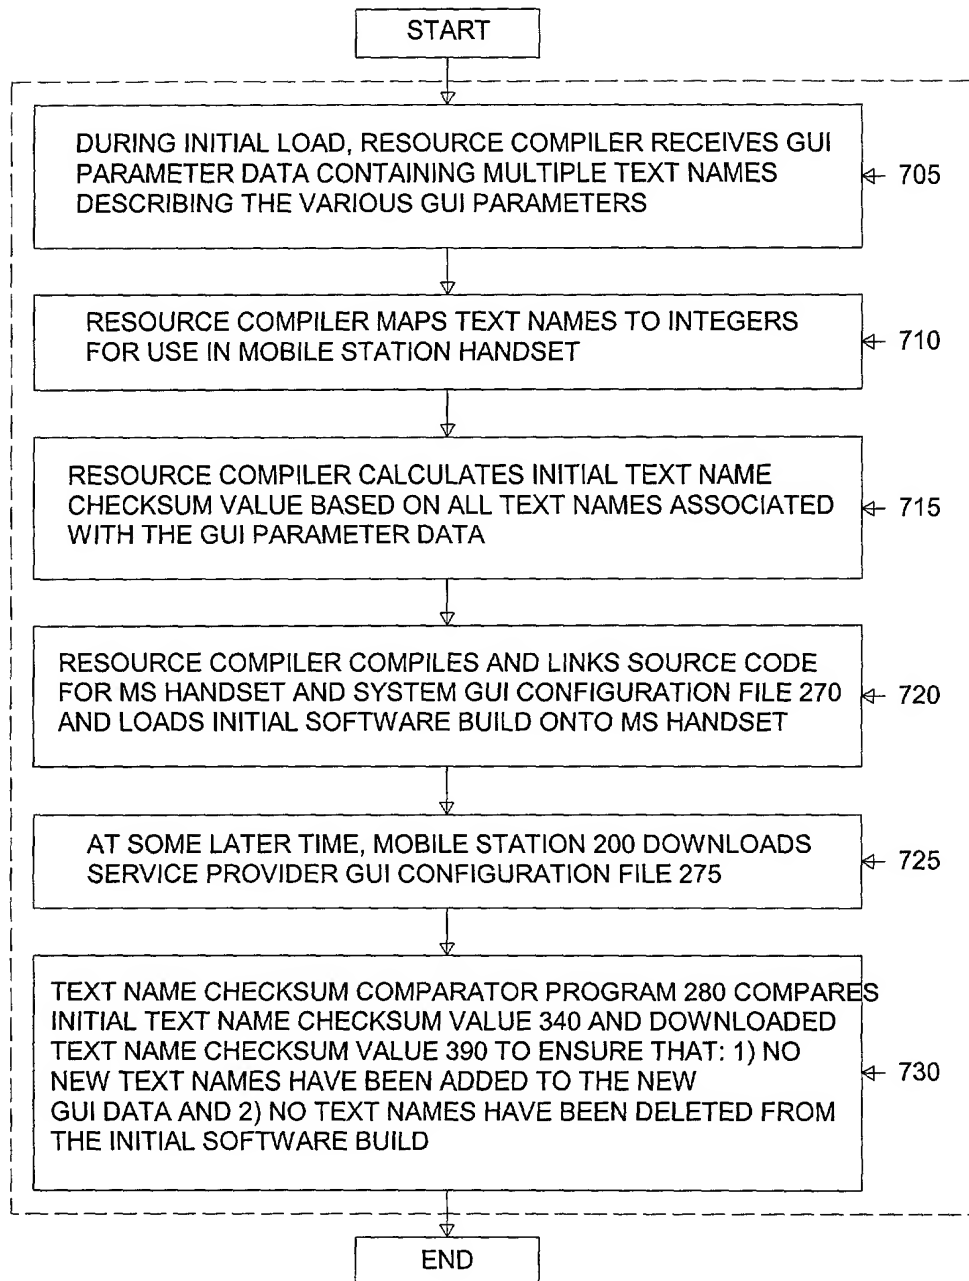 START
DURING INITIAL LOAD, RESOURCE COMPILER RECEIVES GUI
PARAMETER DATA CONTAINING MULTIPLE TEXT NAMES
DESCRIBING THE VARIOUS GUI PARAMETERS
705
RESOURCE COMPILER MAPS TEXT NAMES TO INTEGERS
FOR USE IN MOBILE STATION HANDSET
710
RESOURCE COMPILER CALCULATES INITIAL TEXT NAME
CHECKSUM VALUE BASED ON ALL TEXT NAMES ASSOCIATED
WITH THE GUI PARAMETER DATA
715
RESOURCE COMPILER COMPILES AND LINKS SOURCE CODE
FOR MS HANDSET AND SYSTEM GUI CONFIGURATION FILE 270
AND LOADS INITIAL SOFTWARE BUILD ONTO MS HANDSET
720
AT SOME LATER TIME, MOBILE STATION 200 DOWNLOADS
SERVICE PROVIDER GUI CONFIGURATION FILE 275
725
TEXT NAME CHECKSUM COMPARATOR PROGRAM 280 COMPARES
INITIAL TEXT NAME CHECKSUM VALUE 340 AND DOWNLOADED
TEXT NAME CHECKSUM VALUE 390 TO ENSURE THAT: 1) NO
NEW TEXT NAMES HAVE BEEN ADDED TO THE NEW
GUI DATA AND 2) NO TEXT NAMES HAVE BEEN DELETED FROM
THE INITIAL SOFTWARE BUILD
730
END